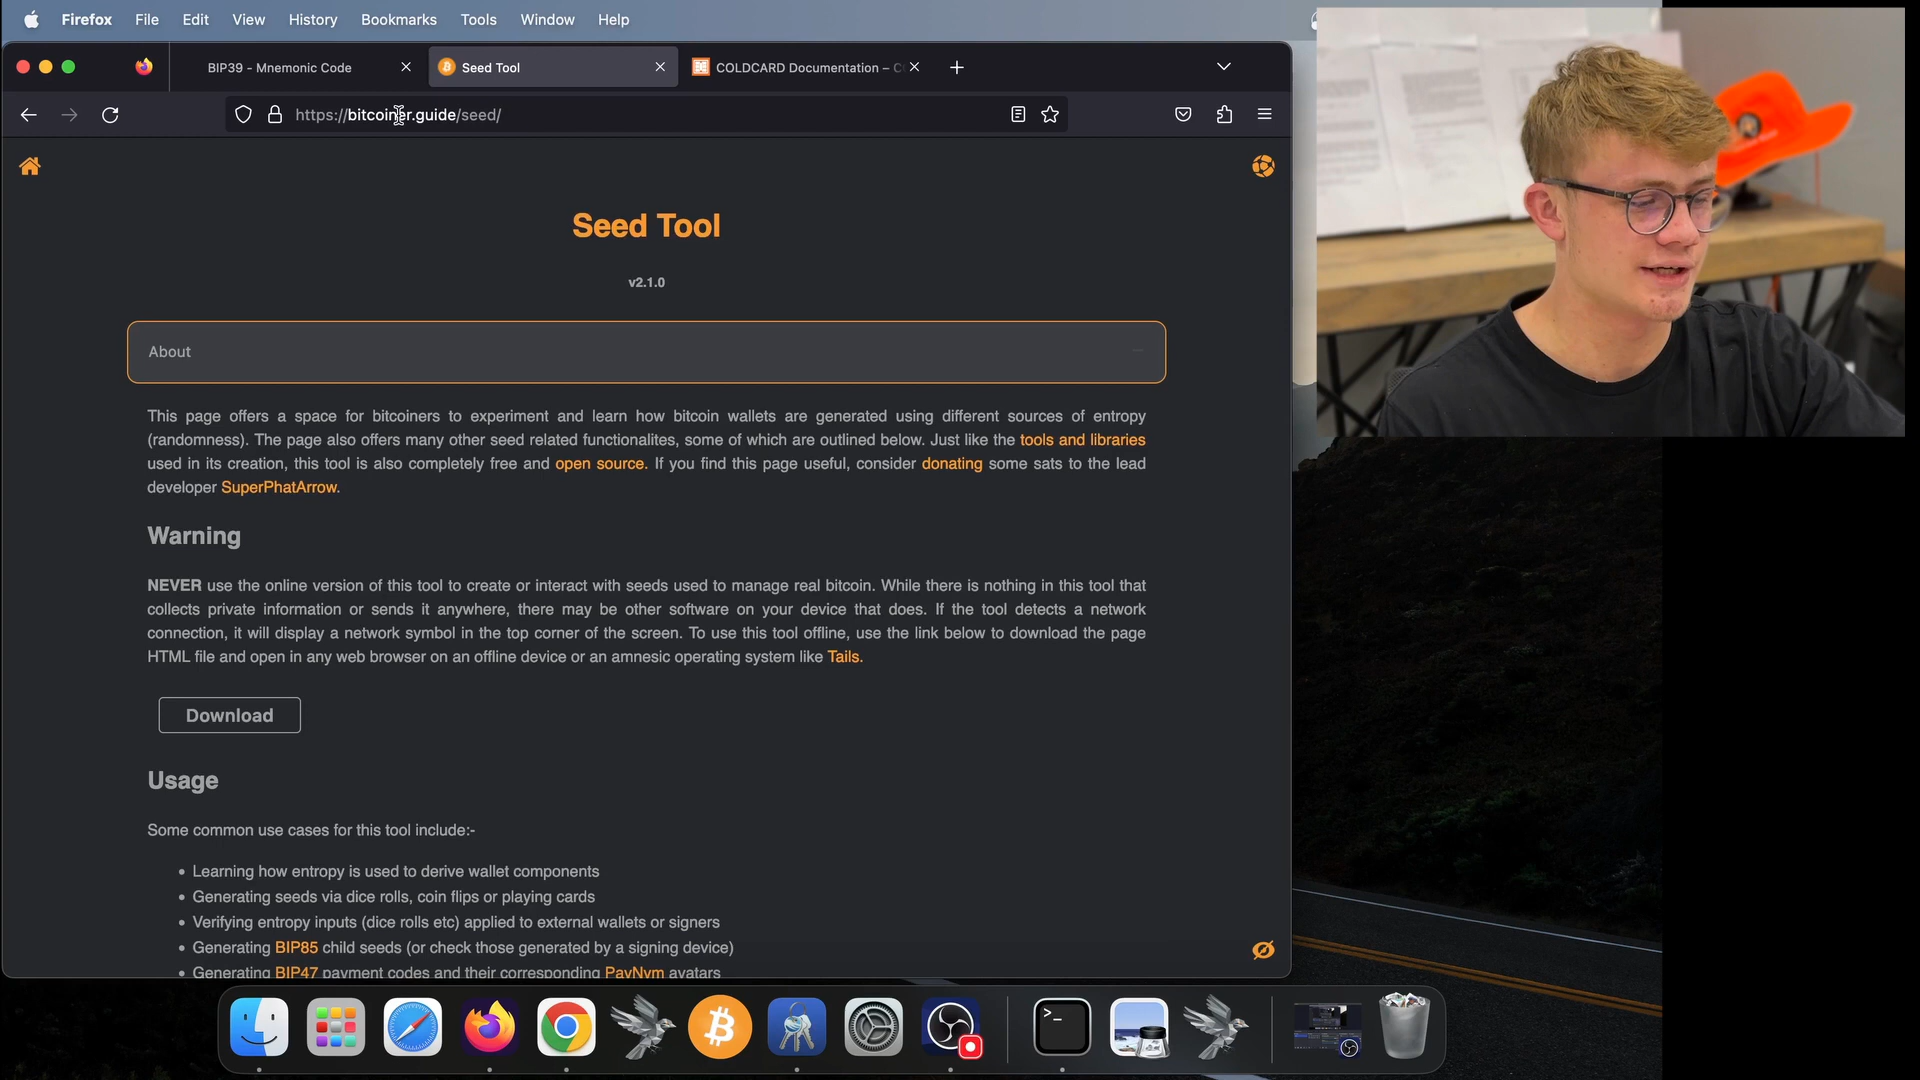 Firefox File Edit View History Bookmarks Tools Window Help
BIP39 - Mnemonic Code
Seed Tool
COLDCARD Documentation – C
https://bitcoiner.guide/seed/
Seed Tool
v2.1.0
About
This page offers a space for bitcoiners to experiment and learn how bitcoin wallets are generated using different sources of entropy
(randomness). The page also offers many other seed related functionalites, some of which are outlined below. Just like the tools and libraries
used in its creation, this tool is also completely free and open source. If you find this page useful, consider donating some sats to the lead
developer SuperPhatArrow.
Warning
NEVER use the online version of this tool to create or interact with seeds used to manage real bitcoin. While there is nothing in this tool that
collects private information or sends it anywhere, there may be other software on your device that does. If the tool detects a network
connection, it will display a network symbol in the top corner of the screen. To use this tool offline, use the link below to download the page
HTML file and open in any web browser on an offline device or an amnesic operating system like Tails.
Download
Usage
Some common use cases for this tool include:-
• Learning how entropy is used to derive wallet components
• Generating seeds via dice rolls, coin flips or playing cards
• Verifying entropy inputs (dice rolls etc) applied to external wallets or signers
• Generating BIP85 child seeds (or check those generated by a signing device)
• Generating BIP47 payment codes and their corresponding PayNym avatars